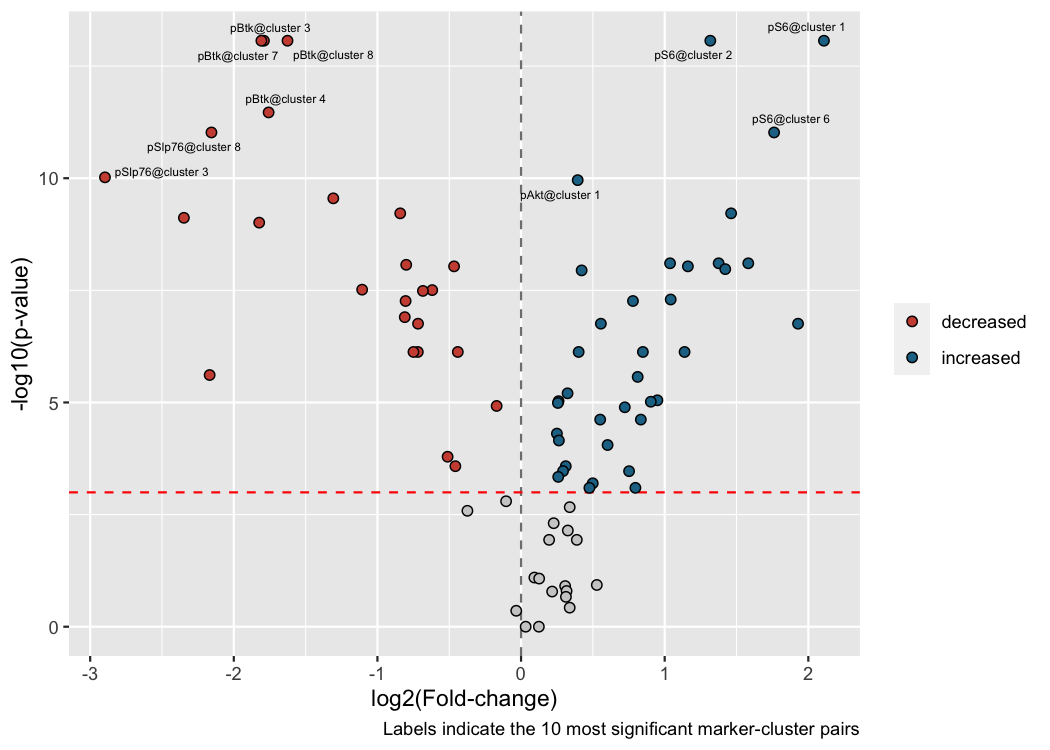 pBtk@cluster 3
pS6@cluster 1
pBtk@cluster 7
pBtk@cluster 8
pS6@cluster 2
pBtk@cluster 4
pS6@cluster 6
pSlp76@cluster 8
pSlp76@cluster 3
pAkt@cluster 1
10
5
0
-log10(p-value)
decreased
increased
-3
-2
-1
0
1
2
log2(Fold-change)
Labels indicate the 10 most significant marker-cluster pairs